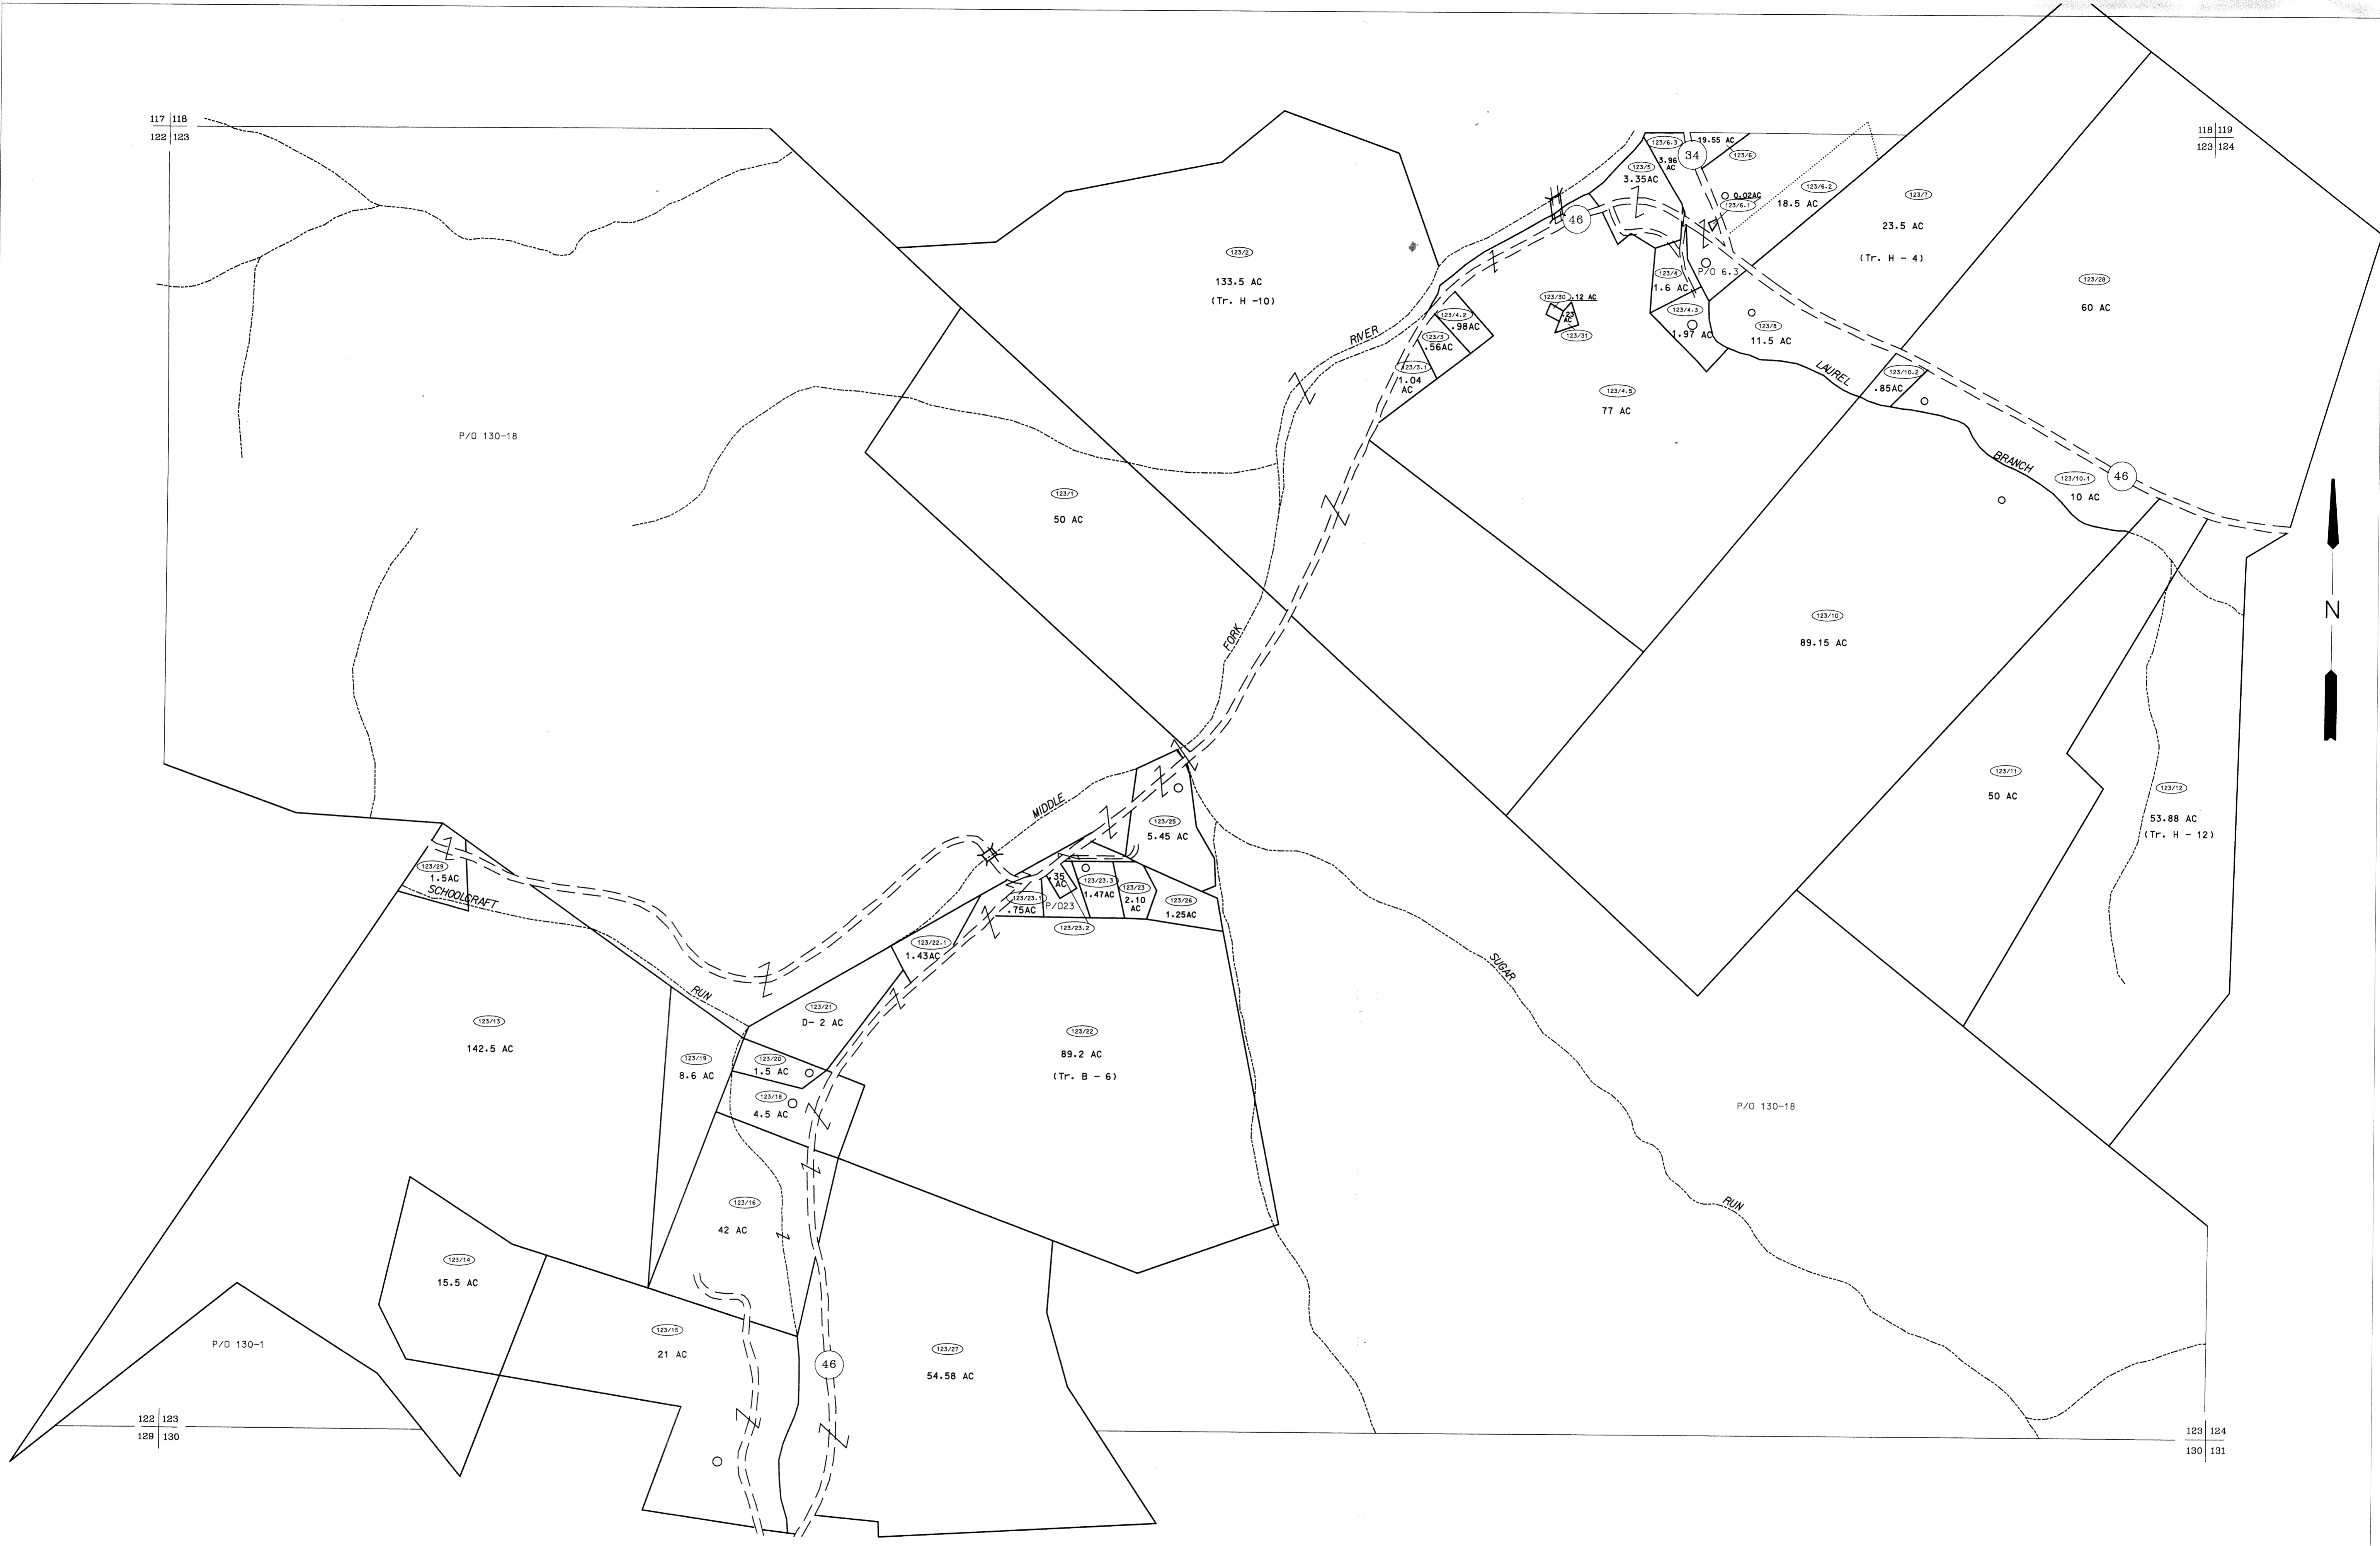 117 118
122 123
118 119
123 124
123/6.3
19.55 AC
34
123/6
3.96
AC
123/5
3.35AC
0.02AC
123/6.1
123/6.2
18.5 AC
123/7
23.5 AC
(Tr. H - 4)
46
123/2
133.5 AC
(Tr. H -10)
P/O 6.3
123/4
1.6 AC
123/28
60 AC
123/30
.12 AC
.23
AC
123/31
123/4.3
1.97 AC
123/8
11.5 AC
123/4.2
.98AC
123/3
.56AC
123/3.1
1.04
AC
RIVER
LAUREL
123/10.2
.85AC
123/4.5
77 AC
P/O 130-18
BRANCH
123/10.1
10 AC
46
123/1
50 AC
N
123/10
89.15 AC
FORK
123/11
50 AC
123/12
53.88 AC
(Tr. H - 12)
MIDDLE
123/25
5.45 AC
123/29
1.5AC
SCHOOLCRAFT
.35
AC
123/23.3
1.47AC
123/23
2.10
AC
123/23.1
.75AC
P/O23
123/26
1.25AC
123/23.2
123/22.1
1.43AC
SUGAR
RUN
123/21
D- 2 AC
123/13
142.5 AC
123/22
89.2 AC
(Tr. B - 6)
123/19
8.6 AC
123/20
1.5 AC
123/18
4.5 AC
P/O 130-18
123/16
42 AC
RUN
123/14
15.5 AC
P/O 130-1
123/15
21 AC
46
123/27
54.58 AC
122 123
129 130
123 124
130 131